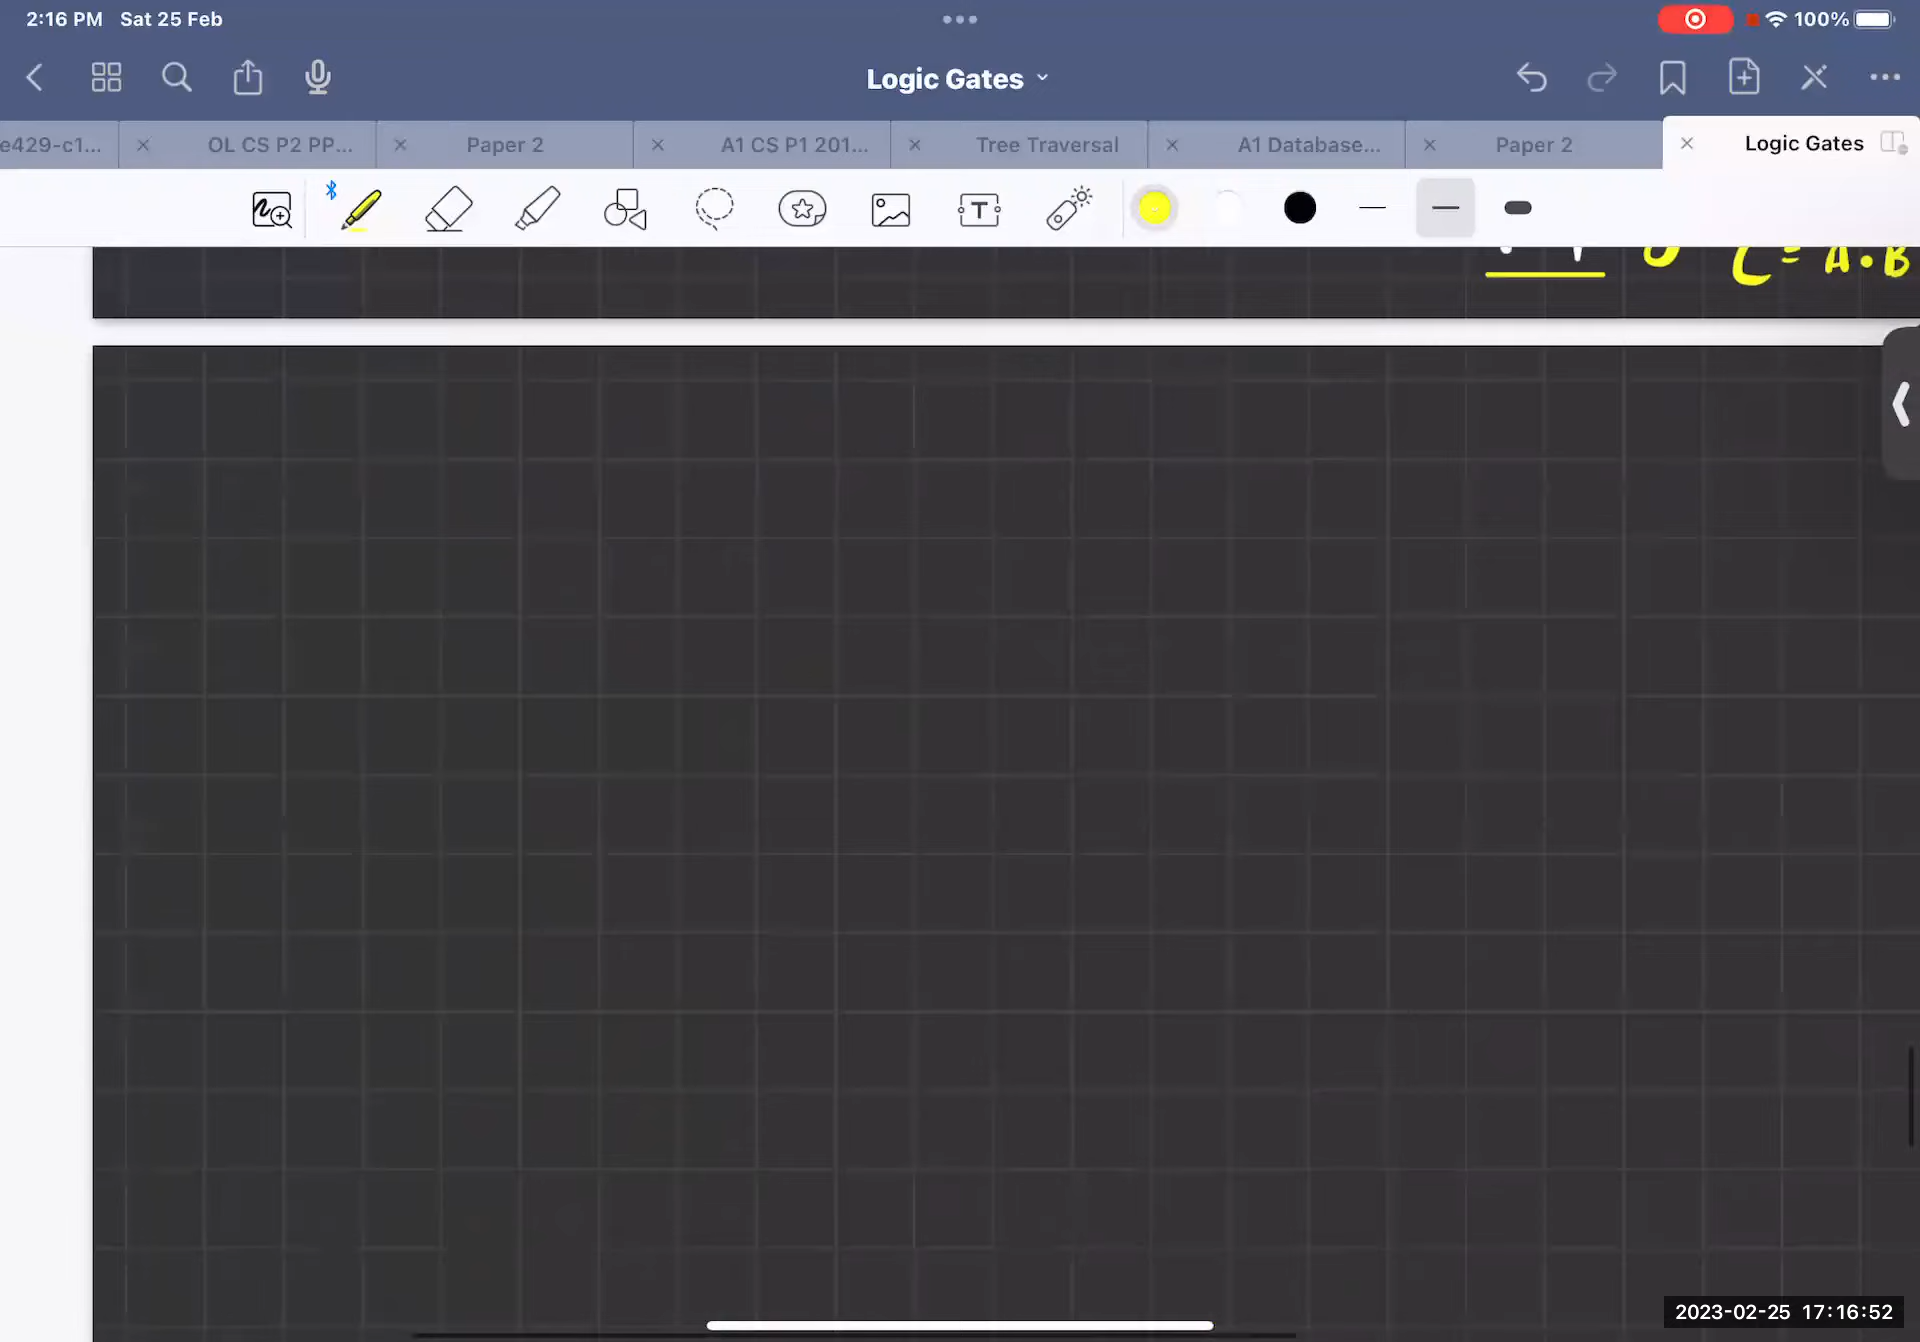 2:16 PM Sat 25 Feb
100%
Logic Gates
e429-c1...
OL CS P2 PP...
Paper 2
A1 CS P1 201...
Tree Traversal
A1 Database...
Paper 2
Logic Gates
C = A•B
2023-02-25 17:16:52